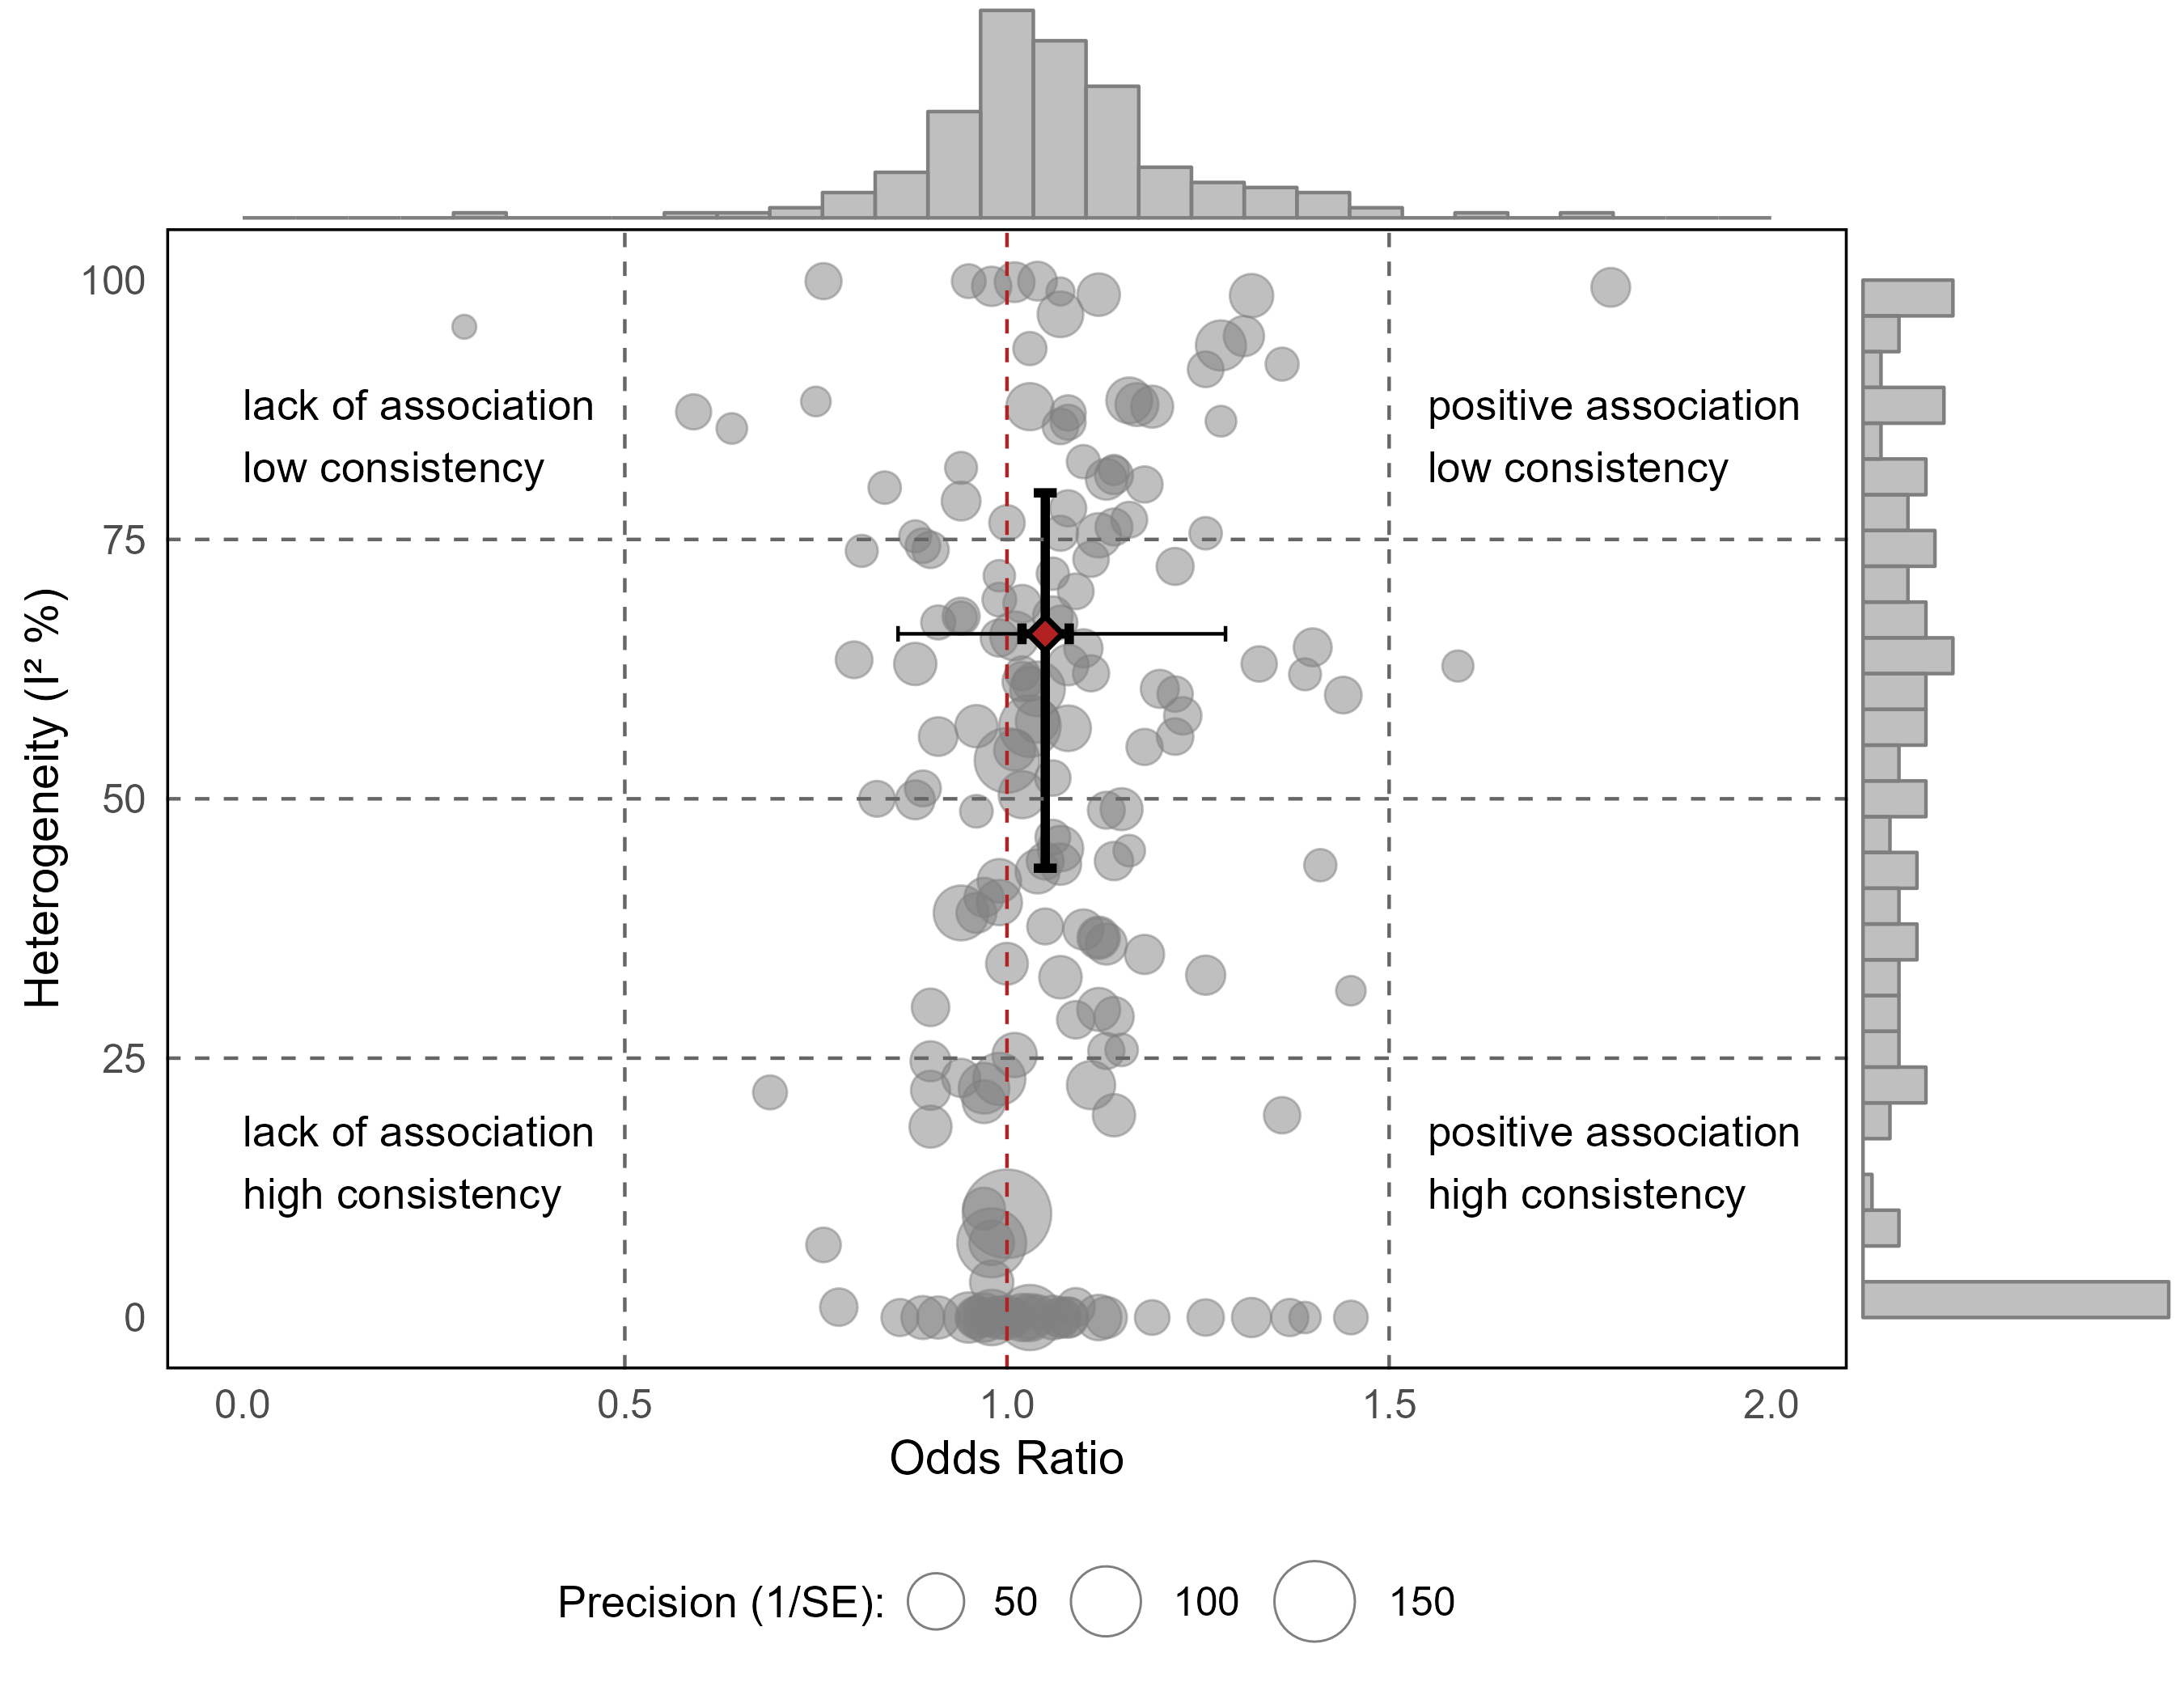 100
lack of association
low consistency
positive association
low consistency
75
50
25
lack of association
high consistency
positive association
high consistency
0
Heterogeneity (I² %)
0.0 0.5 1.0 1.5 2.0
Odds Ratio
Precision (1/SE): 50 100 150